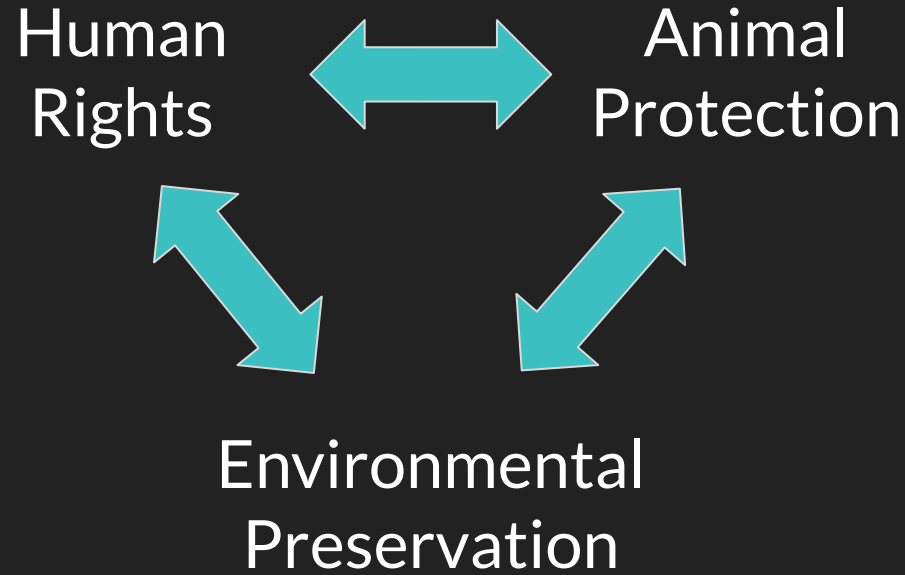 Human
Rights
Animal
Protection
Environmental
Preservation